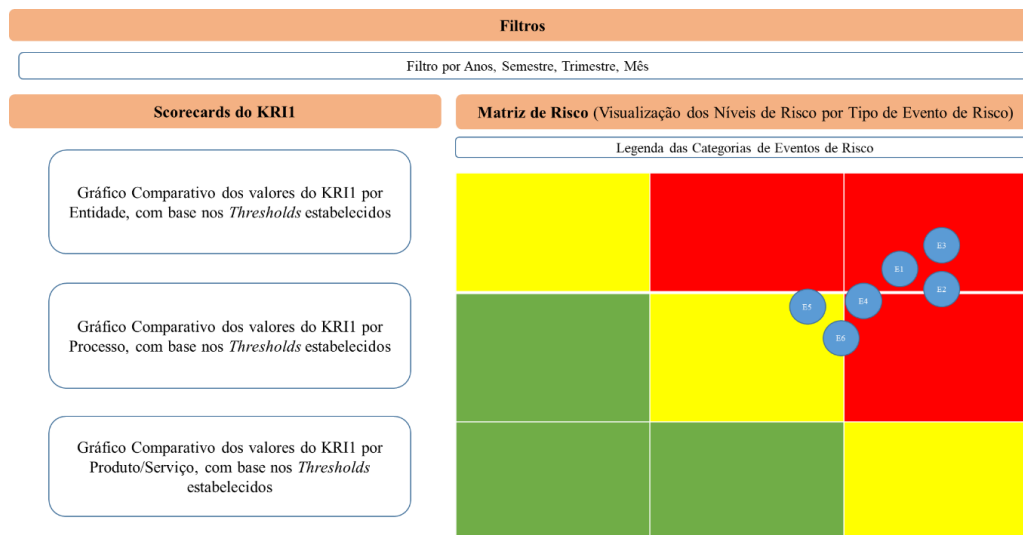 Filtros
Filtro por Anos, Semestre, Trimestre, Mês
Scorecards do KRI1
Gráfico Comparativo dos valores do KRI1 por
Entidade, com base nos Thresholds estabelecidos
Gráfico Comparativo dos valores do KRI1 por
Processo, com base nos Thresholds estabelecidos
Gráfico Comparativo dos valores do KRI1 por
Produto/Serviço, com base nos Thresholds
estabelecidos
Matriz de Risco (Visualização dos Níveis de Risco por Tipo de Evento de Risco)
Legenda das Categorias de Eventos de Risco
E3
E1
E2
E4
E5
E6